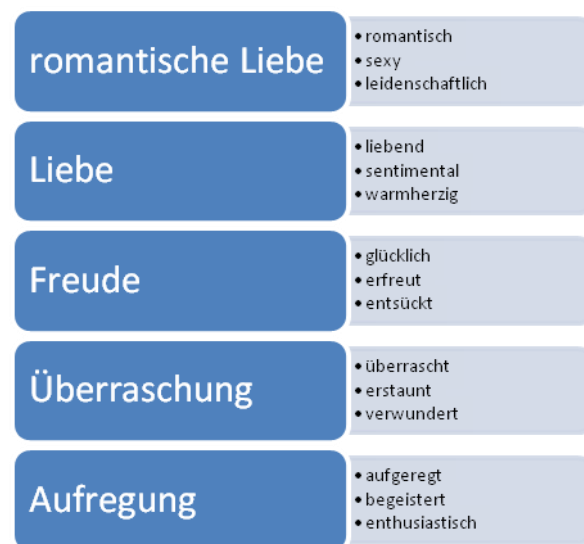 romantische Liebe
• romantisch
• sexy
• leidenschaftlich
Liebe
• liebend
• sentimental
• warmherzig
Freude
• glücklich
• erfreut
• entsückt
Überraschung
• überrascht
• erstaunt
• verwundert
Aufregung
• aufgeregt
• begeistert
• enthusiastisch